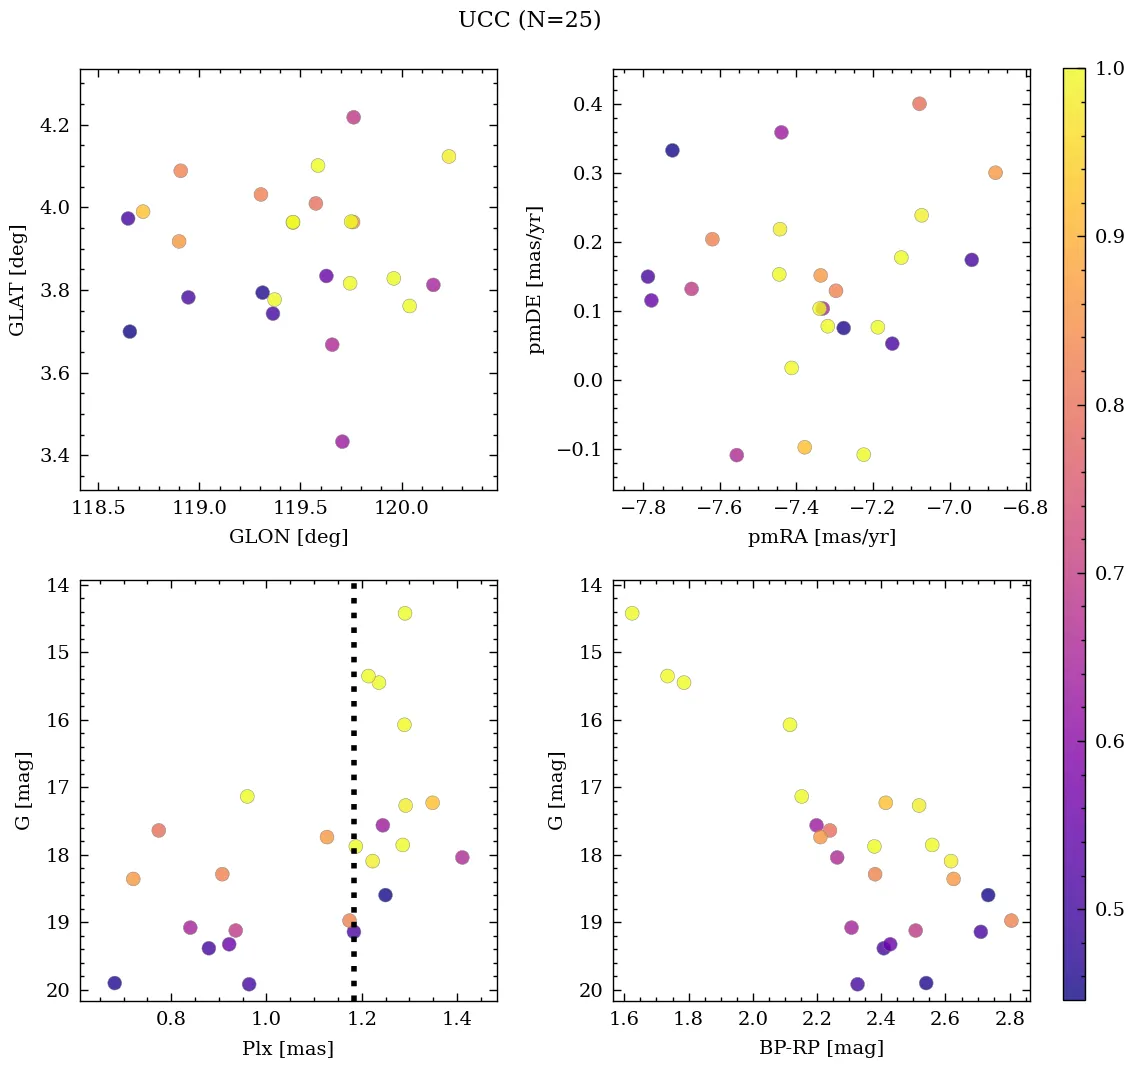 UCC (N=25)
4.2
4.0
3.8
3.6
3.4
GLAT [deg]
118.5 119.0 119.5 120.0
GLON [deg]
0.4
0.3
0.2
0.1
0.0
−0.1
pmDE [mas/yr]
−7.8 −7.6 −7.4 −7.2 −7.0 −6.8
pmRA [mas/yr]
14
15
16
17
18
19
20
G [mag]
0.8 1.0 1.2 1.4
Plx [mas]
14
15
16
17
18
19
20
G [mag]
1.6 1.8 2.0 2.2 2.4 2.6 2.8
BP-RP [mag]
1.0
0.9
0.8
0.7
0.6
0.5